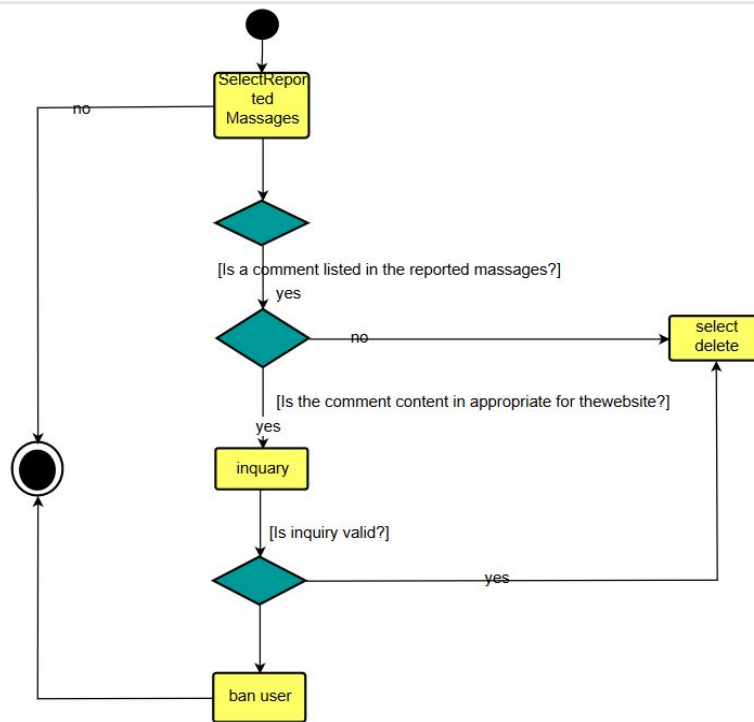 SelectRepor
ted
Massages
no
[Is a comment listed in the reported massages?]
yes
no
select
delete
[Is the comment content in appropriate for thewebsite?]
yes
inquary
[Is inquiry valid?]
yes
ban user